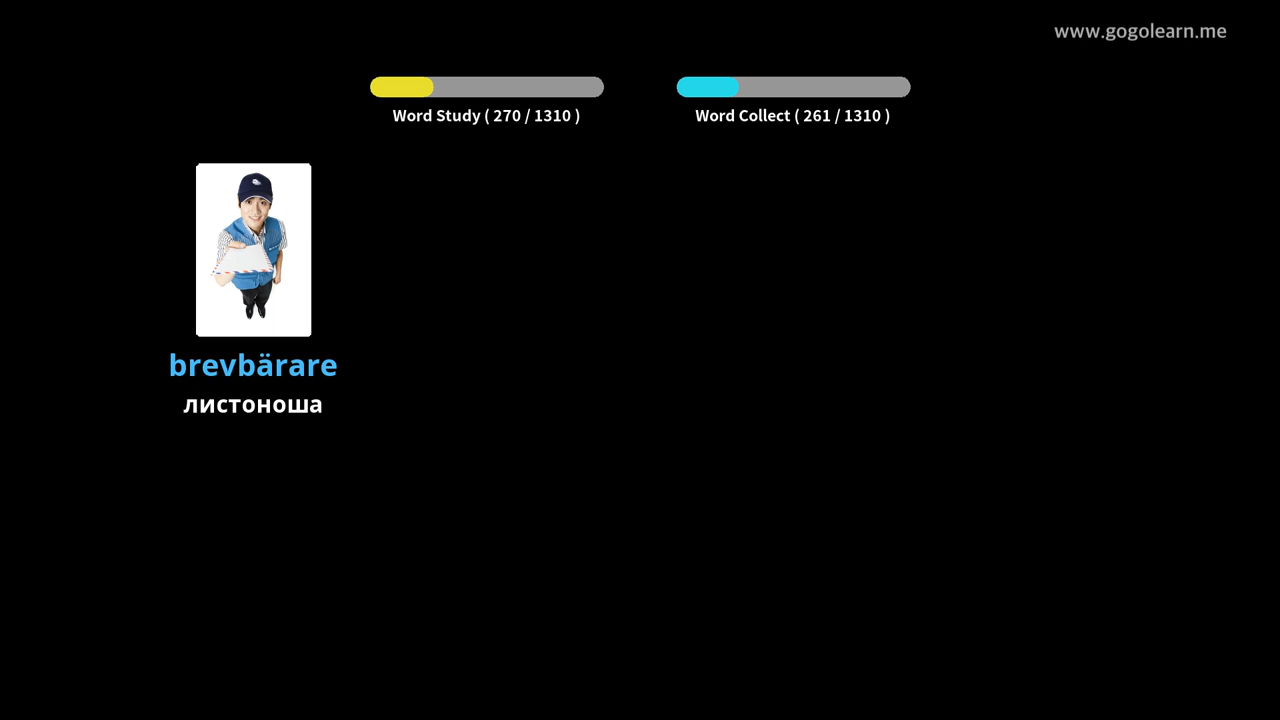 www.gogolearn.me
Word Study ( 270 / 1310 )
Word Collect ( 261 / 1310 )
brevbärare
листоноша